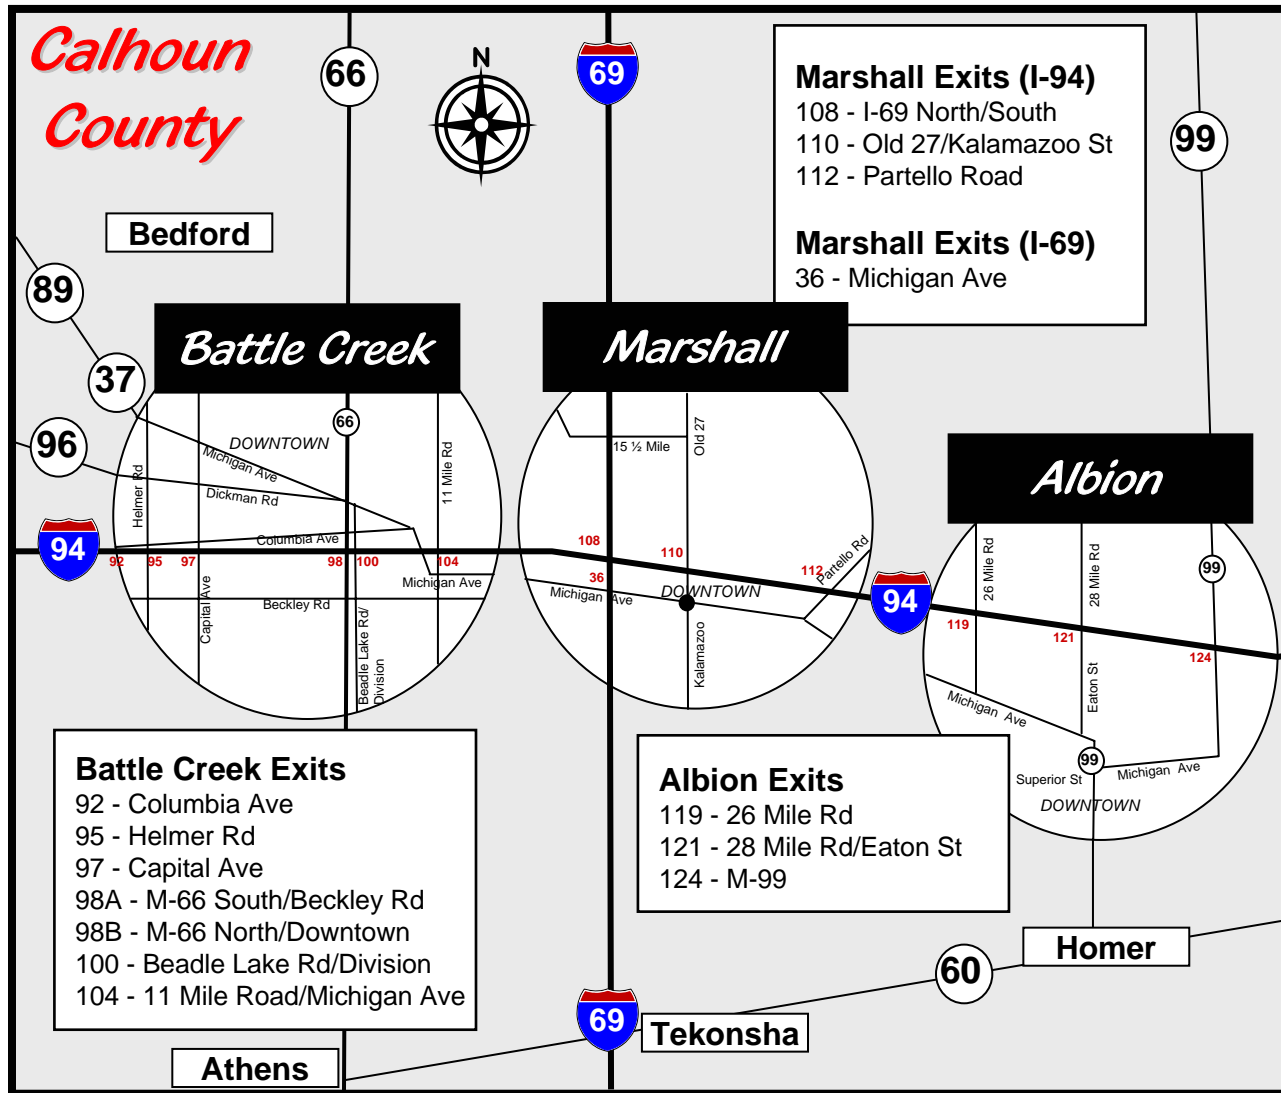 Calhoun
County
66
N
69
99
Marshall Exits (I-94)
108 - I-69 North/South
110 - Old 27/Kalamazoo St
112 - Partello Road
Marshall Exits (I-69)
36 - Michigan Ave
Bedford
89
37
96
94
Battle Creek
66
DOWNTOWN
Michigan Ave
Dickman Rd
Helmer Rd
11 Mile Rd
Columbia Ave
92
95
97
98
100
104
Michigan Ave
Beckley Rd
Capital Ave
Beadle Lake Rd/
Division
Marshall
15 ½ Mile
Old 27
108
110
112
Partello Rd
36
Michigan Ave
DOWNTOWN
Kalamazoo
94
Albion
26 Mile Rd
28 Mile Rd
99
119
121
124
Eaton St
Michigan Ave
99
Superior St
Michigan Ave
DOWNTOWN
Battle Creek Exits
92 - Columbia Ave
95 - Helmer Rd
97 - Capital Ave
98A - M-66 South/Beckley Rd
98B - M-66 North/Downtown
100 - Beadle Lake Rd/Division
104 - 11 Mile Road/Michigan Ave
Albion Exits
119 - 26 Mile Rd
121 - 28 Mile Rd/Eaton St
124 - M-99
Homer
60
69
Tekonsha
Athens